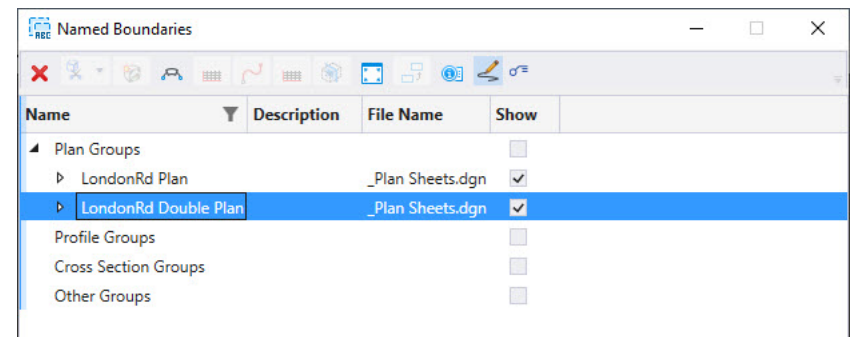 ABC Named Boundaries
Name Description File Name Show
Plan Groups
LondonRd Plan _Plan Sheets.dgn
LondonRd Double Plan _Plan Sheets.dgn
Profile Groups
Cross Section Groups
Other Groups